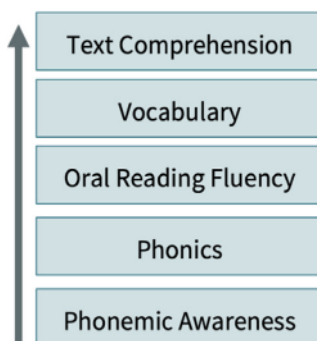 Text Comprehension
Vocabulary
Oral Reading Fluency
Phonics
Phonemic Awareness